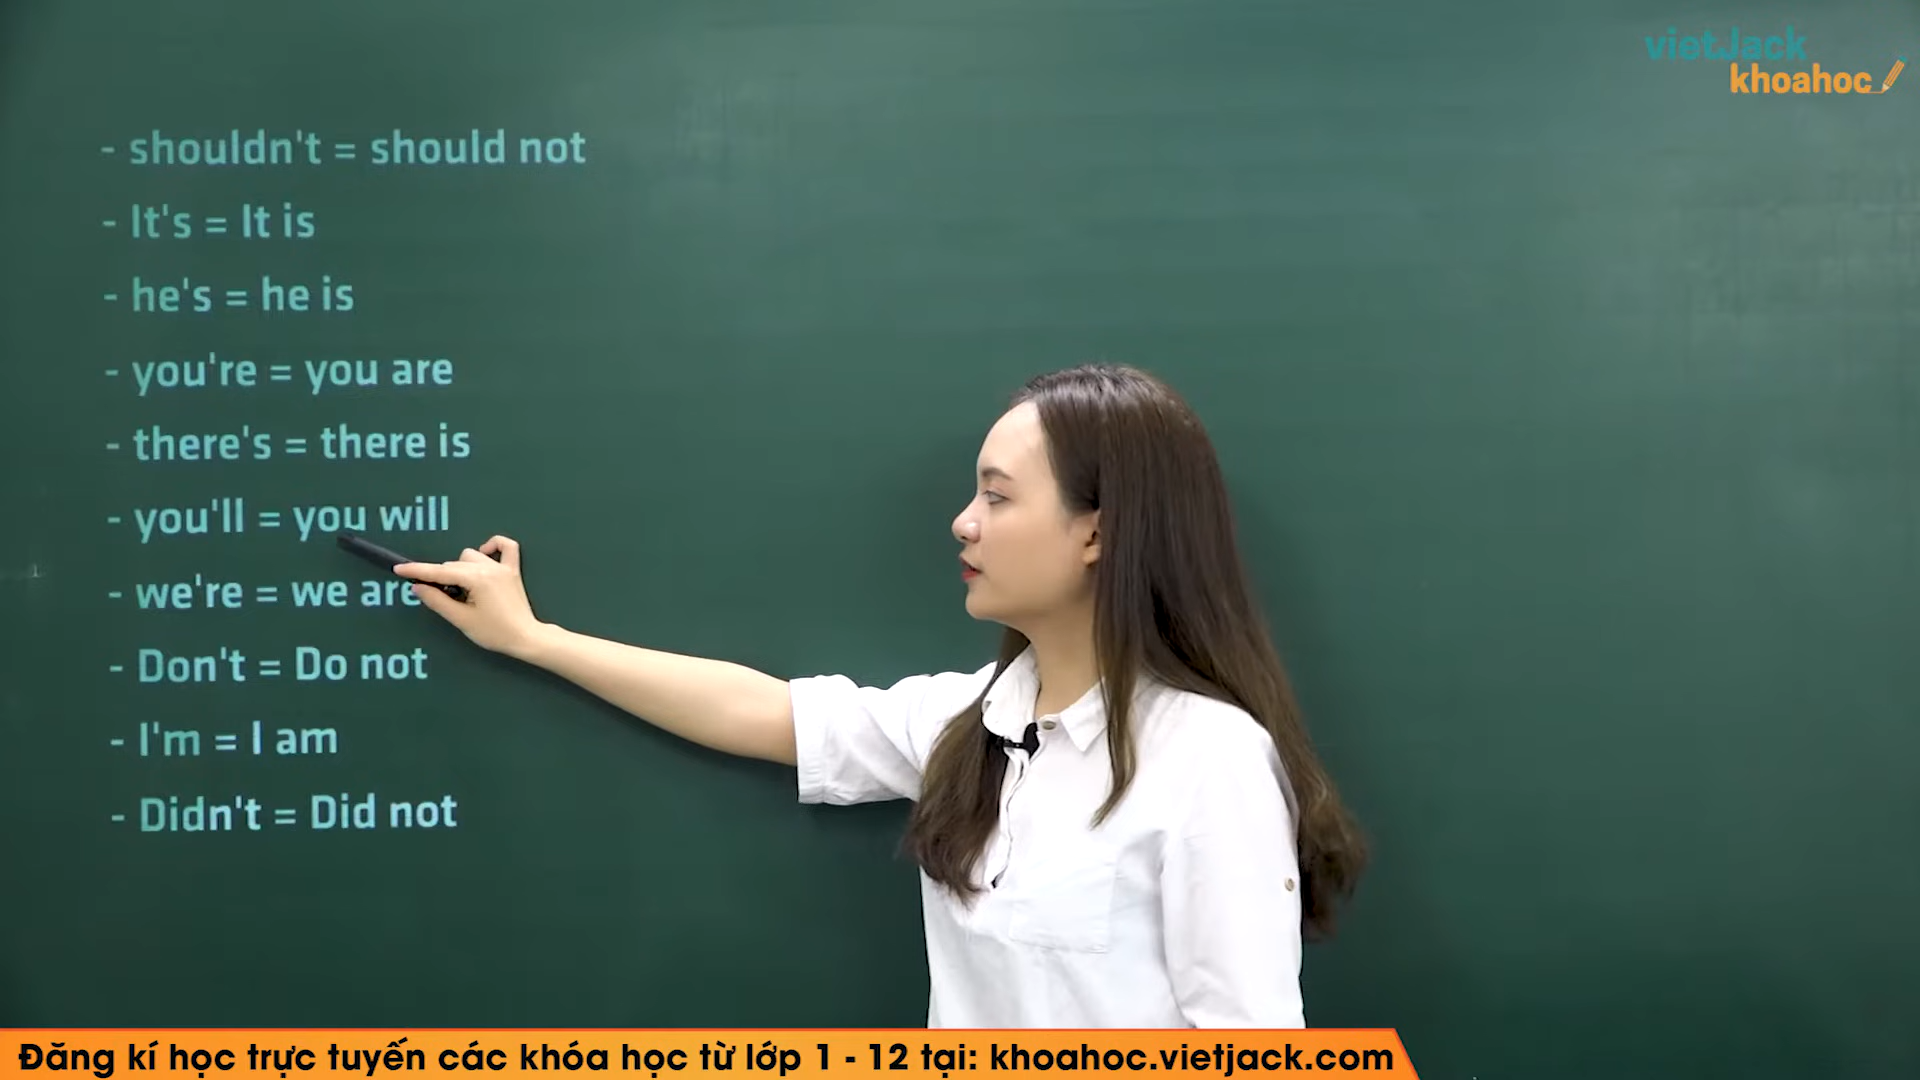 vietJack
khoahoc
- shouldn't = should not
- It's = It is
- he's = he is
- you're = you are
- there's = there is
- you'll = you will
- we're = we are
- Don't = Do not
- I'm = I am
- Didn't = Did not
Đăng kí học trực tuyến các khóa học từ lớp 1 - 12 tại: khoahoc.vietjack.com